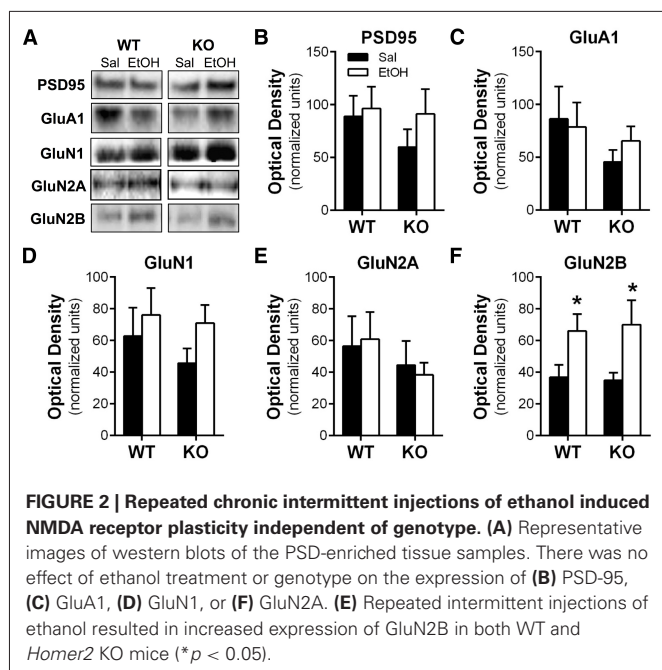 A
WT KO
Sal EtOH Sal EtOH
PSD95
GluA1
GluN1
GluN2A
GluN2B
B
PSD95
Sal
EtOH
Optical Density
(normalized units)
150
100
50
0
WT KO
C
GluA1
150
100
50
0
WT KO
D
GluN1
Optical Density
(normalized units)
100
80
60
40
20
0
WT KO
E
GluN2A
Optical Density
(normalized units)
100
80
60
40
20
0
WT KO
F
GluN2B
* *
Optical Density
(normalized units)
100
80
60
40
20
0
WT KO
FIGURE 2 | Repeated chronic intermittent injections of ethanol induced
NMDA receptor plasticity independent of genotype. (A) Representative
images of western blots of the PSD-enriched tissue samples. There was no
effect of ethanol treatment or genotype on the expression of (B) PSD-95,
(C) GluA1, (D) GluN1, or (F) GluN2A. (E) Repeated intermittent injections of
ethanol resulted in increased expression of GluN2B in both WT and
Homer2 KO mice (*p < 0.05).